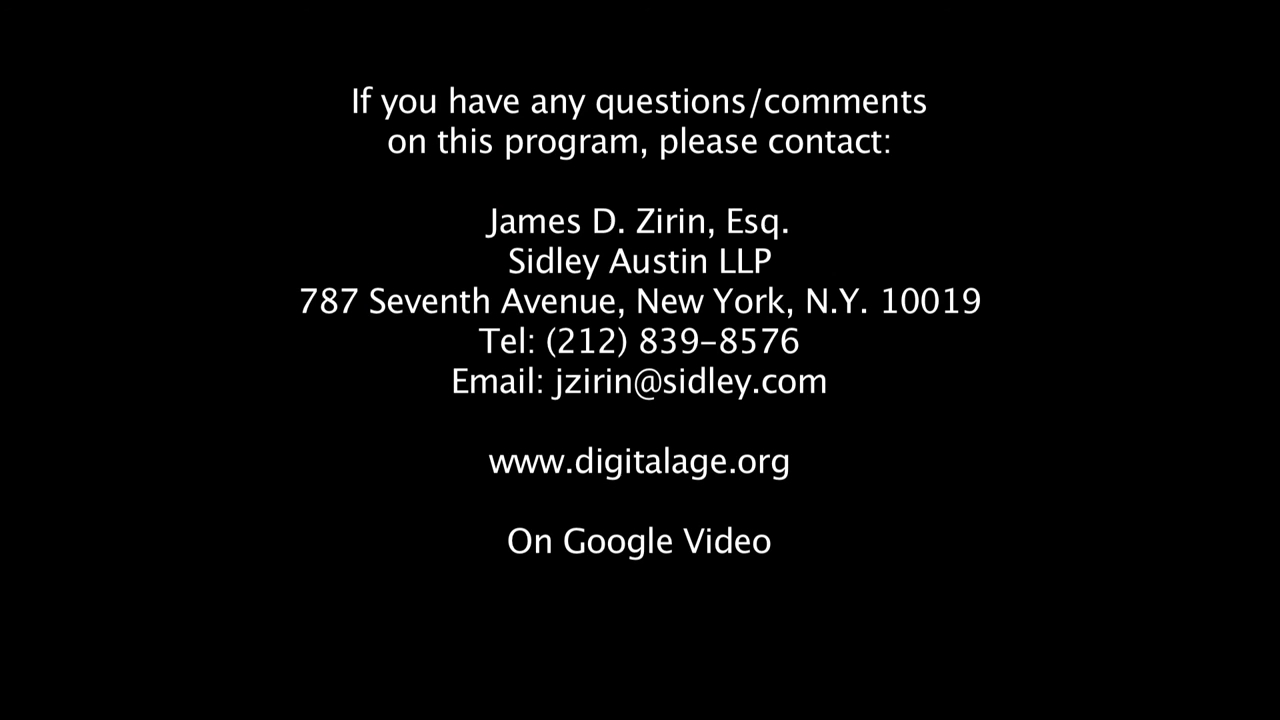 If you have any questions/comments
on this program, please contact:
James D. Zirin, Esq.
Sidley Austin LLP
787 Seventh Avenue, New York, N.Y. 10019
Tel: (212) 839-8576
Email: jzirin@sidley.com
www.digitalage.org
On Google Video